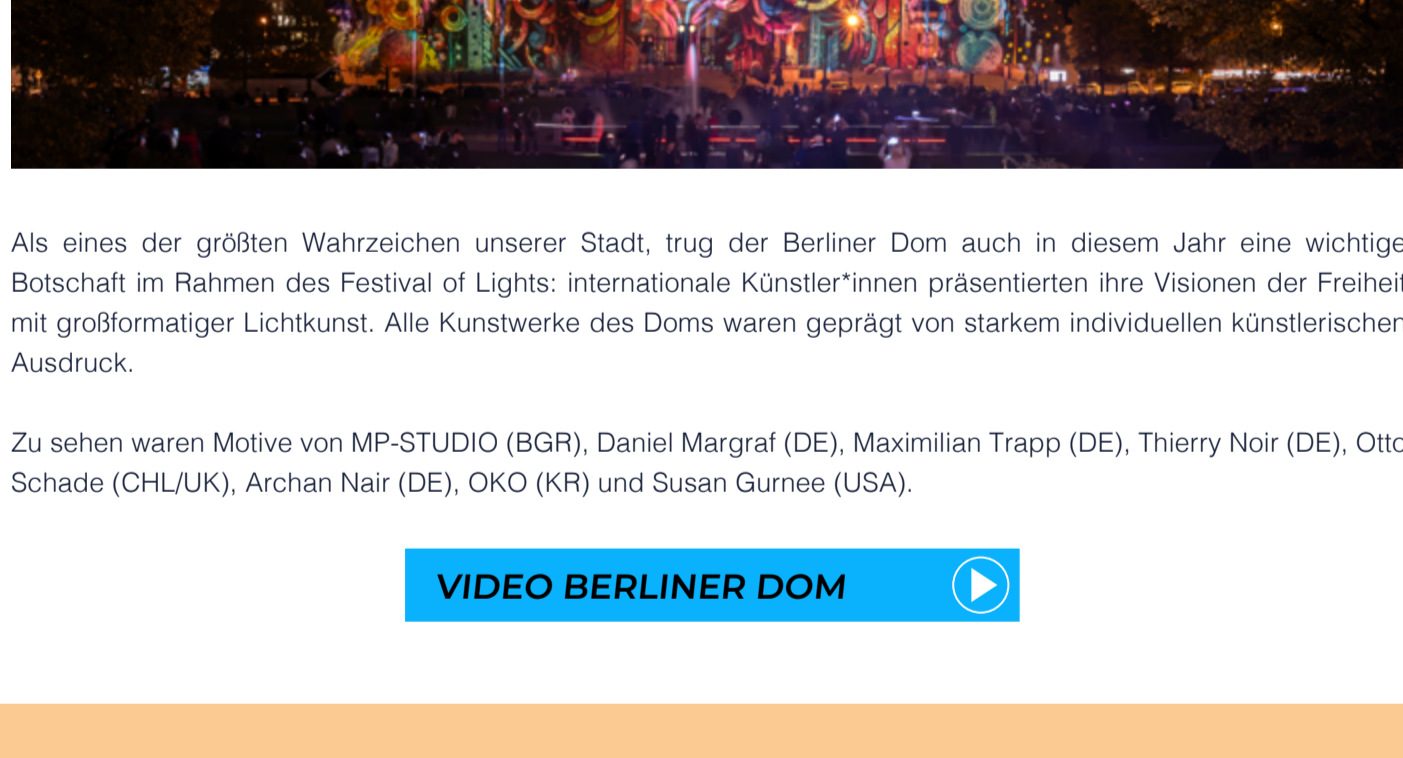 Als eines der größten Wahrzeichen unserer Stadt, trug der Berliner Dom auch in diesem Jahr eine wichtige
Botschaft im Rahmen des Festival of Lights: internationale Künstler*innen präsentierten ihre Visionen der Freiheit
mit großformatiger Lichtkunst. Alle Kunstwerke des Doms waren geprägt von starkem individuellen künstlerischen
Ausdruck.
Zu sehen waren Motive von MP-STUDIO (BGR), Daniel Margraf (DE), Maximilian Trapp (DE), Thierry Noir (DE), Otto
Schade (CHL/UK), Archan Nair (DE), OKO (KR) und Susan Gurnee (USA).
VIDEO BERLINER DOM